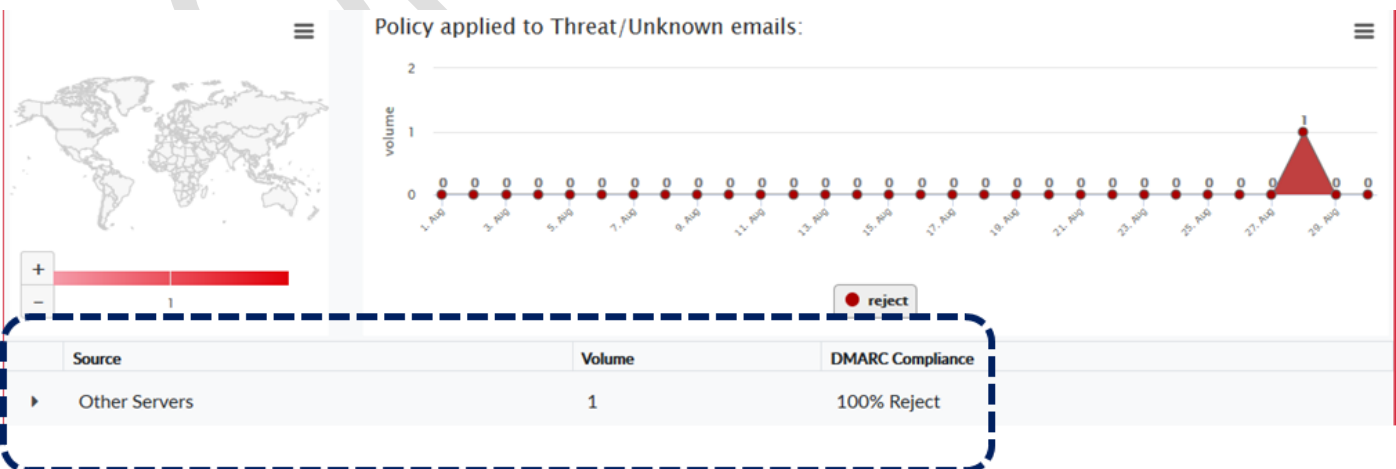 Policy applied to Threat/Unknown emails:
2
volume
1
0
0 0 0 0 0 0 0 0 0 0 0 0 0 0 0 0 0 0 0 0 0 0 0 0 0 0 0 1 0 0
1. Aug 3. Aug 5. Aug 7. Aug 9. Aug 11. Aug 13. Aug 15. Aug 17. Aug 19. Aug 21. Aug 23. Aug 25. Aug 27. Aug 29. Aug
+
−
1
reject
Source Volume DMARC Compliance
Other Servers 1 100% Reject